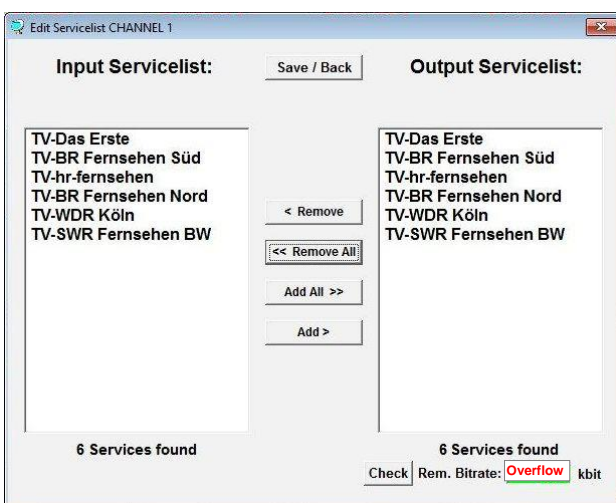 Edit Servicelist CHANNEL 1
Input Servicelist:
Save / Back
Output Servicelist:
TV-Das Erste
TV-BR Fernsehen Süd
TV-hr-fernsehen
TV-BR Fernsehen Nord
TV-WDR Köln
TV-SWR Fernsehen BW
< Remove
<< Remove All
Add All >>
Add >
TV-Das Erste
TV-BR Fernsehen Süd
TV-hr-fernsehen
TV-BR Fernsehen Nord
TV-WDR Köln
TV-SWR Fernsehen BW
6 Services found
6 Services found
Check Rem. Bitrate: Overflow kbit